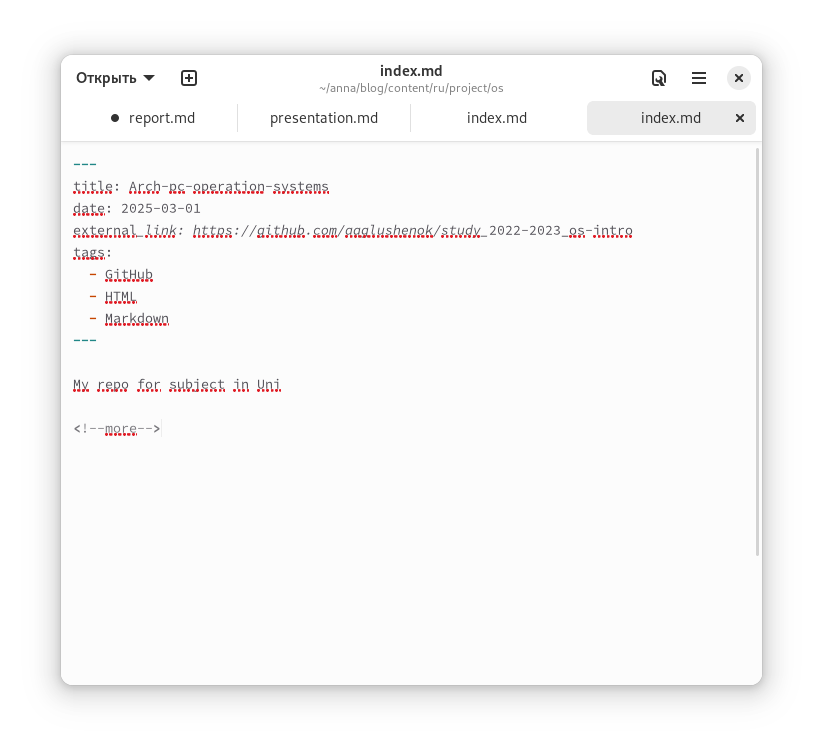 Открыть
index.md
~/anna/blog/content/ru/project/os
report.md
presentation.md
index.md
index.md
---
title: Arch-pc-operation-systems
date: 2025-03-01
external_link: https://github.com/aaglushenok/study_2022-2023_os-intro
tags:
  - GitHub
  - HTML
  - Markdown
---
My repo for subject in Uni
<!--more-->